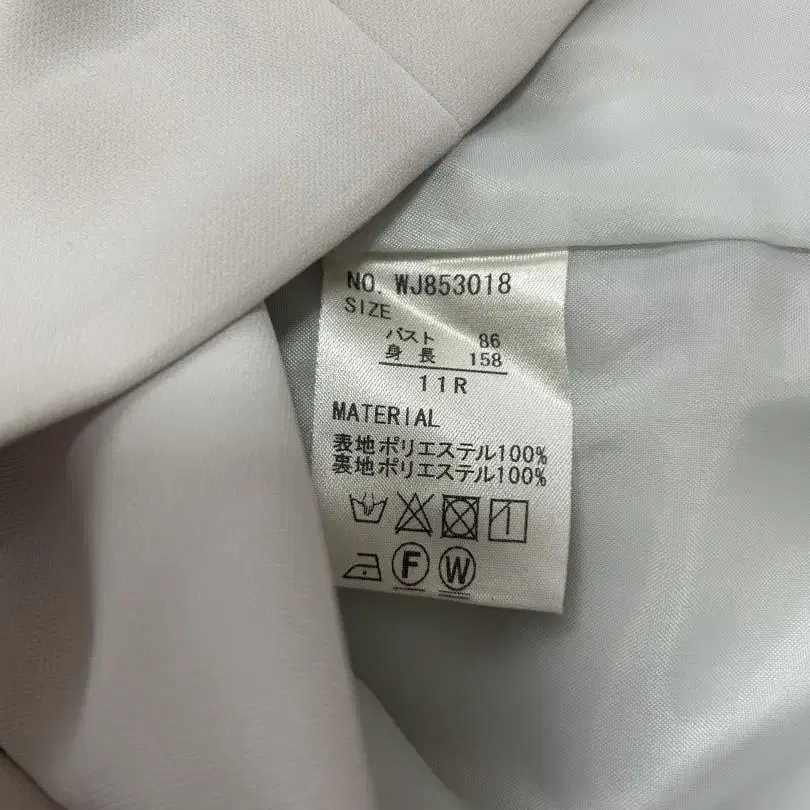 NO. WJ853018
SIZE
バスト 86
身長 158
11R
MATERIAL
表地ポリエステル100%
裏地ポリエステル100%
F W